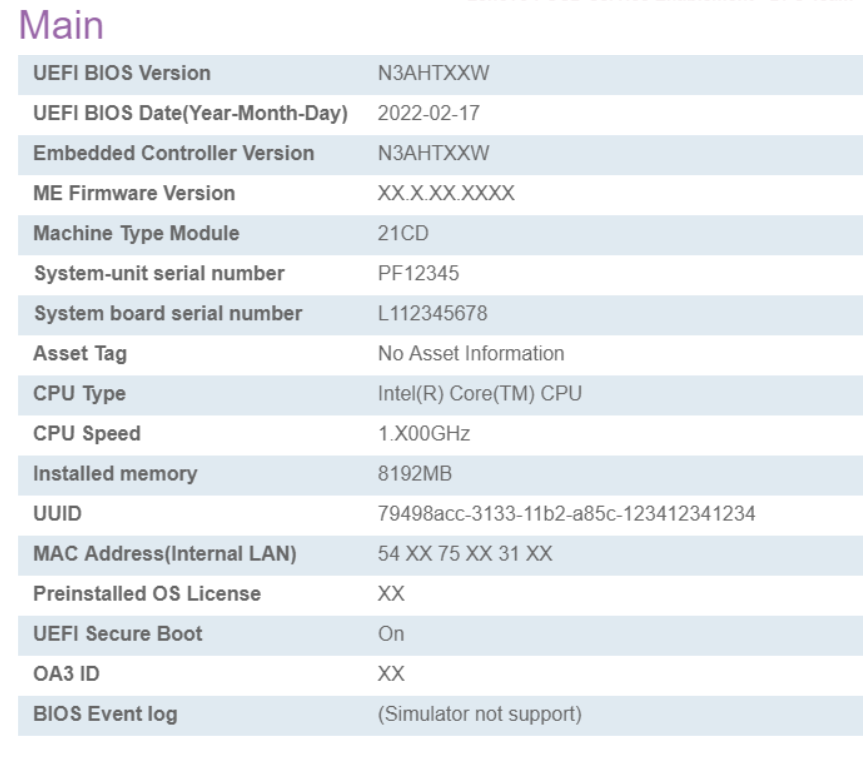 Main
UEFI BIOS Version N3AHTXXW
UEFI BIOS Date(Year-Month-Day) 2022-02-17
Embedded Controller Version N3AHTXXW
ME Firmware Version XX.X.XX.XXXX
Machine Type Module 21CD
System-unit serial number PF12345
System board serial number L112345678
Asset Tag No Asset Information
CPU Type Intel(R) Core(TM) CPU
CPU Speed 1.X00GHz
Installed memory 8192MB
UUID 79498acc-3133-11b2-a85c-123412341234
MAC Address(Internal LAN) 54 XX 75 XX 31 XX
Preinstalled OS License XX
UEFI Secure Boot On
OA3 ID XX
BIOS Event log (Simulator not support)